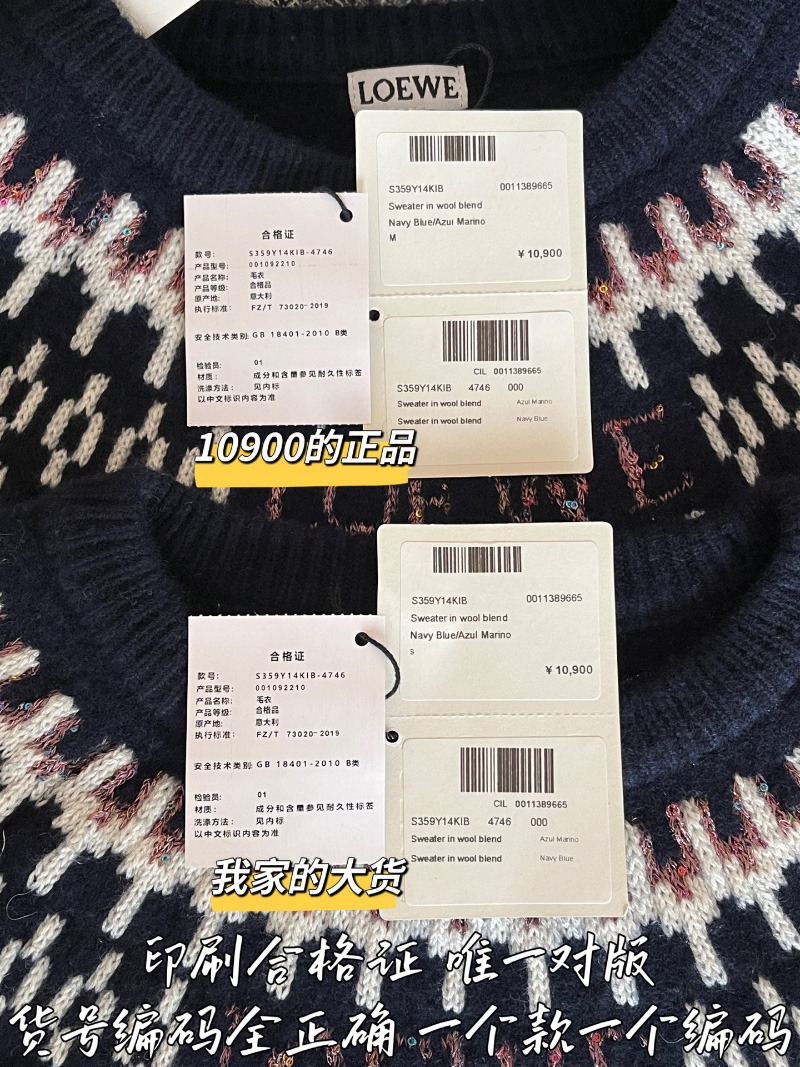 LOEWE
S359Y14KIB 0011389665
Sweater in wool blend
Navy Blue/Azul Marino
M
¥10,900
合格证
款号: S359Y14KIB-4746
产品型号: 001092210
产品名称: 毛衣
产品等级: 合格品
原产地: 意大利
执行标准: FZ/T 73020-2019
安全技术类别: GB 18401-2010 B类
检验员: 01
材质: 成分和含量参见耐久性标签
洗涤方法: 见内标
以中文标识内容为准
CIL 0011389665
S359Y14KIB 4746 000
Sweater in wool blend Azul Marino
Sweater in wool blend Navy Blue
10900的正品
S359Y14KIB 0011389665
Sweater in wool blend
Navy Blue/Azul Marino
S
¥10,900
合格证
款号: S359Y14KIB-4746
产品型号: 001092210
产品名称: 毛衣
产品等级: 合格品
原产地: 意大利
执行标准: FZ/T 73020-2019
安全技术类别: GB 18401-2010 B类
检验员: 01
材质: 成分和含量参见耐久性标签
洗涤方法: 见内标
以中文标识内容为准
CIL 0011389665
S359Y14KIB 4746 000
Sweater in wool blend Azul Marino
Sweater in wool blend Navy Blue
我家的大货
印刷合格证 唯一对版
货号编码全正确一个款一个编码